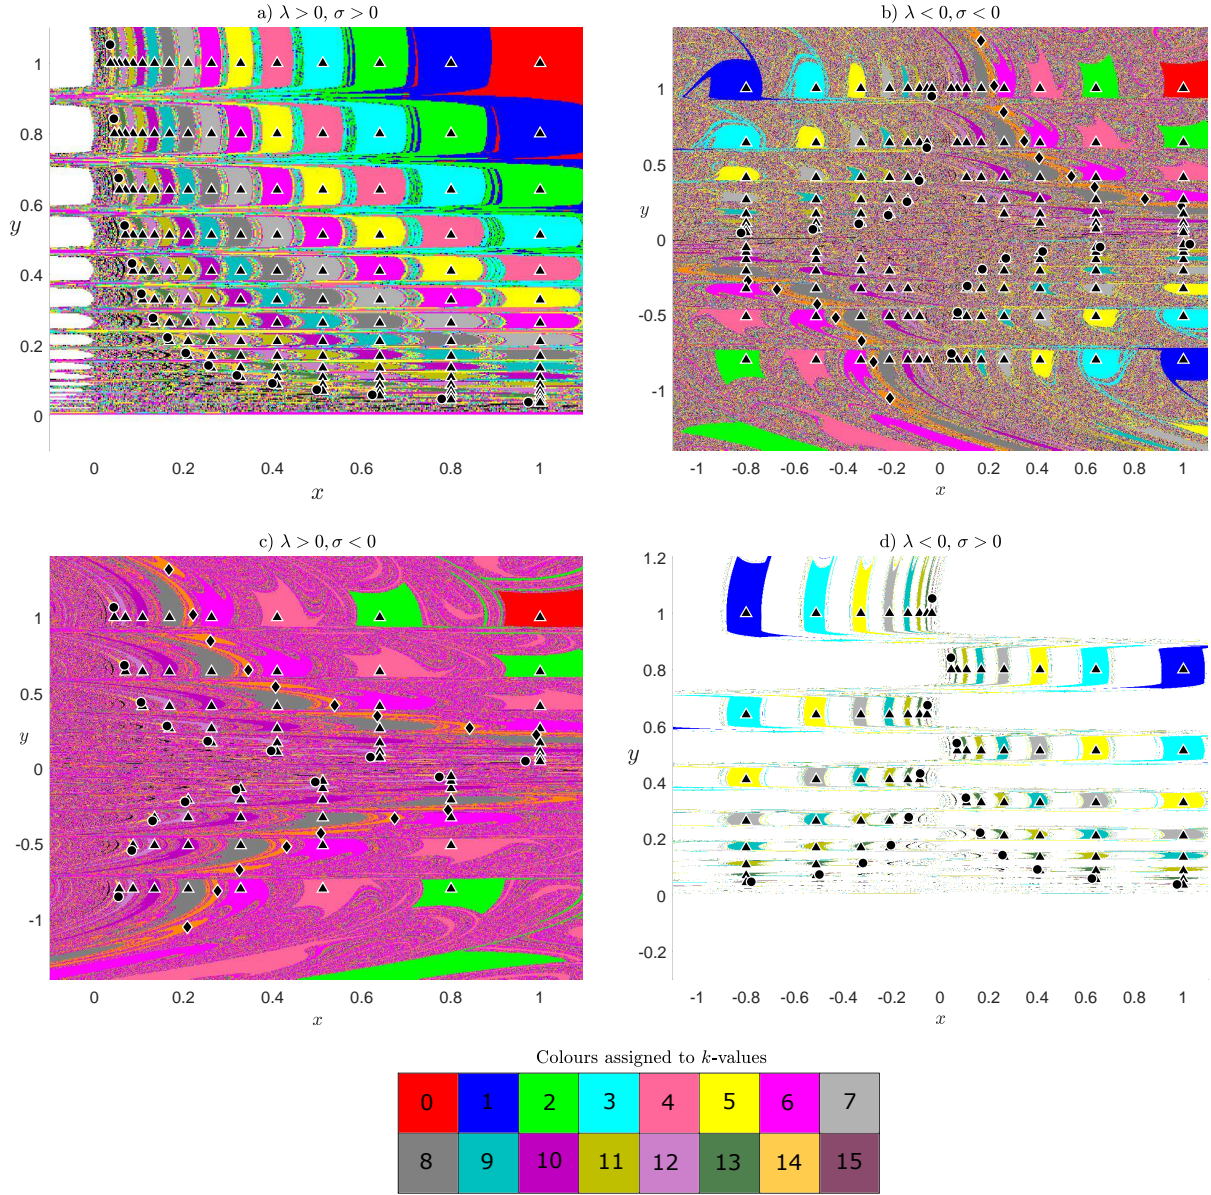 a) λ > 0, σ > 0
1
0.8
0.6
y
0.4
0.2
0
0 0.2 0.4 0.6 0.8 1
x
b) λ < 0, σ < 0
1
0.5
y
0
-0.5
-1
-1 -0.8 -0.6 -0.4 -0.2 0 0.2 0.4 0.6 0.8 1
x
c) λ > 0, σ < 0
1
0.5
y
0
-0.5
-1
0 0.2 0.4 0.6 0.8 1
x
d) λ < 0, σ > 0
1.2
1
0.8
0.6
y
0.4
0.2
0
-0.2
-1 -0.8 -0.6 -0.4 -0.2 0 0.2 0.4 0.6 0.8 1
x
Colours assigned to k-values
0 1 2 3 4 5 6 7
8 9 10 11 12 13 14 15